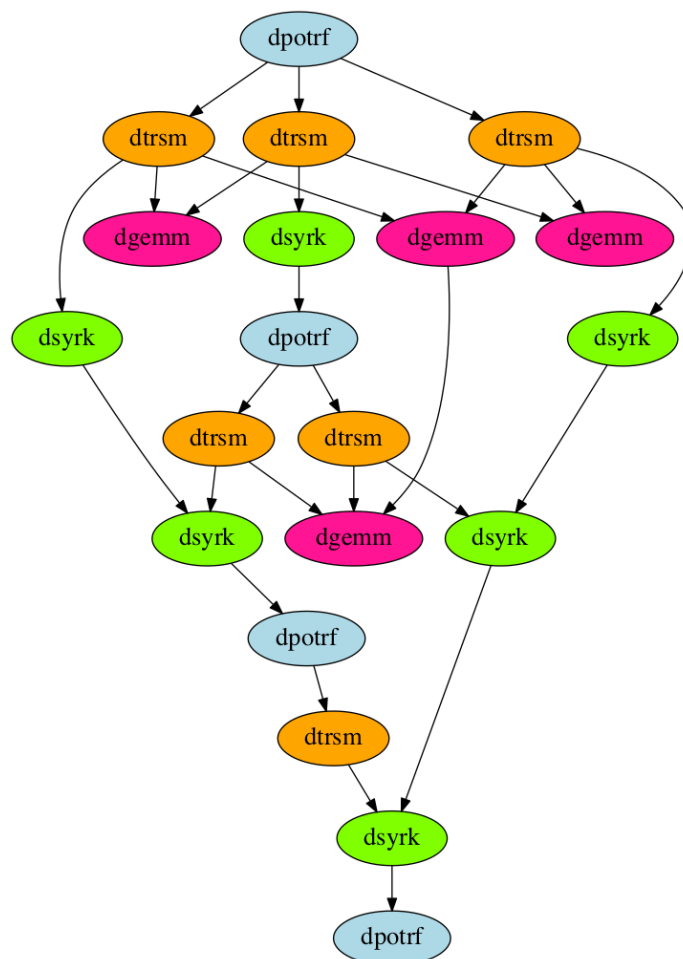 dpotrf
dtrsm dtrsm dtrsm
dgemm dsyrk dgemm dgemm
dsyrk dpotrf dsyrk
dtrsm dtrsm
dsyrk dgemm dsyrk
dpotrf
dtrsm
dsyrk
dpotrf